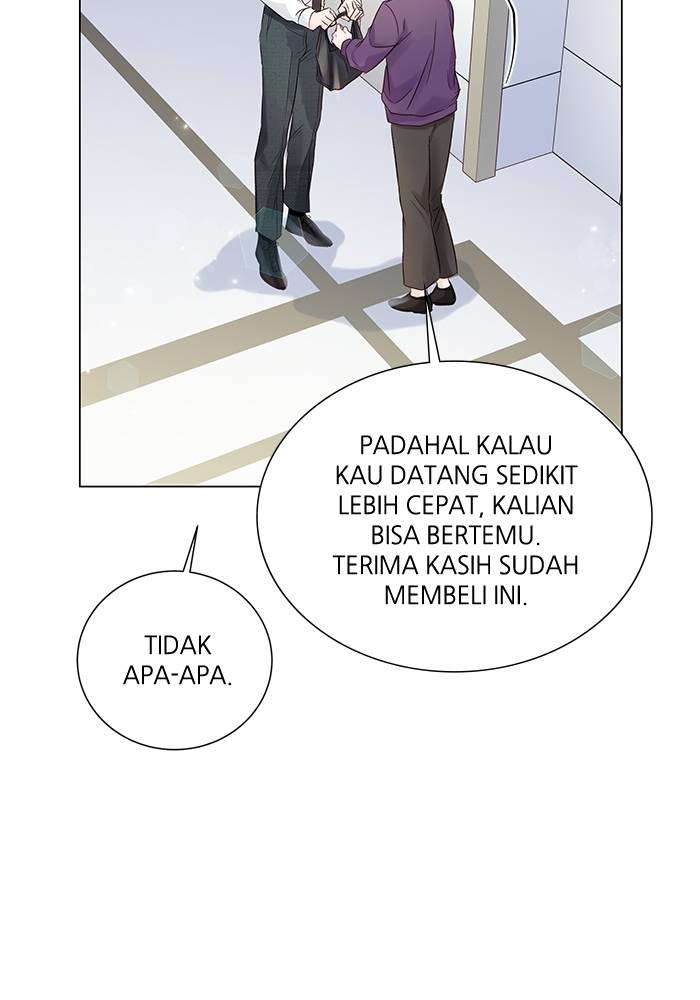 PADAHAL KALAU
KAU DATANG SEDIKIT
LEBIH CEPAT, KALIAN
BISA BERTEMU.
TERIMA KASIH SUDAH
MEMBELI INI.
TIDAK
APA-APA.